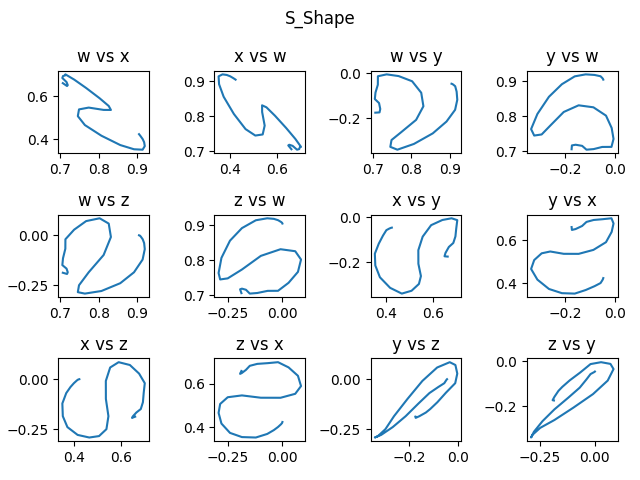 S_Shape
w vs x
x vs w
w vs y
y vs w
0.6
0.4
0.7 0.8 0.9
0.9
0.8
0.7
0.4 0.6
0.0
−0.2
0.7 0.8 0.9
0.9
0.8
0.7
−0.2 0.0
w vs z
z vs w
x vs y
y vs x
0.00
−0.25
0.7 0.8 0.9
0.9
0.8
0.7
−0.25 0.00
0.0
−0.2
0.4 0.6
0.6
0.4
−0.2 0.0
x vs z
z vs x
y vs z
z vs y
0.00
−0.25
0.4 0.6
0.6
0.4
−0.25 0.00
0.00
−0.25
−0.2 0.0
0.0
−0.2
−0.25 0.00